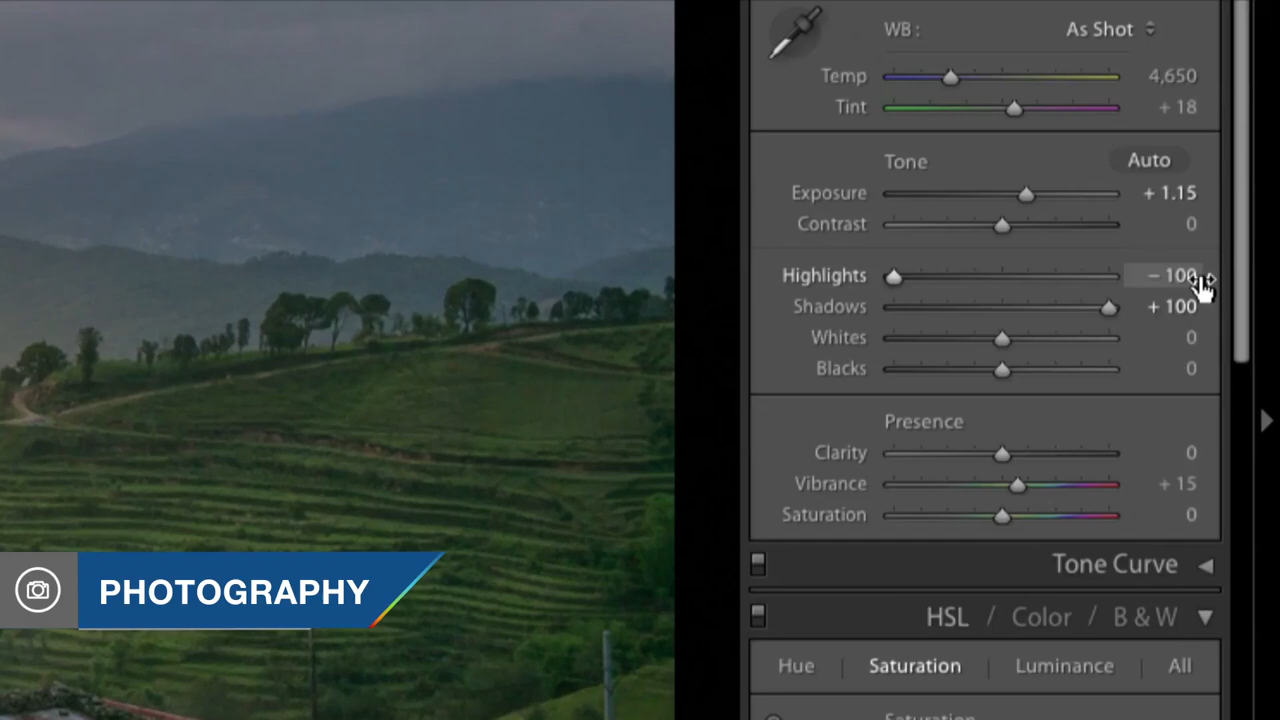 WB : As Shot
Temp 4,650
Tint + 18
Tone Auto
Exposure + 1.15
Contrast 0
Highlights − 100
Shadows + 100
Whites 0
Blacks 0
Presence
Clarity 0
Vibrance + 15
Saturation 0
Tone Curve
HSL / Color / B & W
Hue Saturation Luminance All
Saturation
PHOTOGRAPHY